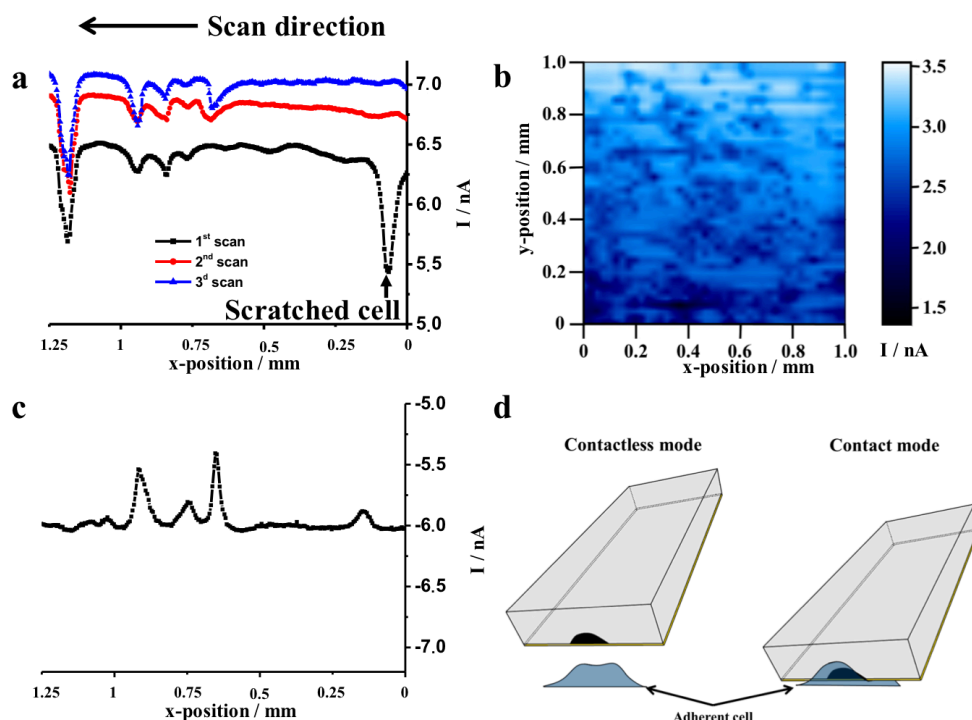 Scan direction
a
7.0
6.5
6.0
5.5
5.0
I / nA
1st scan
2nd scan
3d scan
Scratched cell
1.25 1 0.75 0.5 0.25 0
x-position / mm
b
1.0
0.8
0.6
0.4
0.2
0
y-position / mm
0 0.2 0.4 0.6 0.8 1.0
x-position / mm
3.5
3.0
2.5
2.0
1.5
I / nA
c
-5.0
-5.5
-6.0
-6.5
-7.0
I / nA
1.25 1 0.75 0.5 0.25 0
x-position / mm
d
Contactless mode
Contact mode
Adherent cell